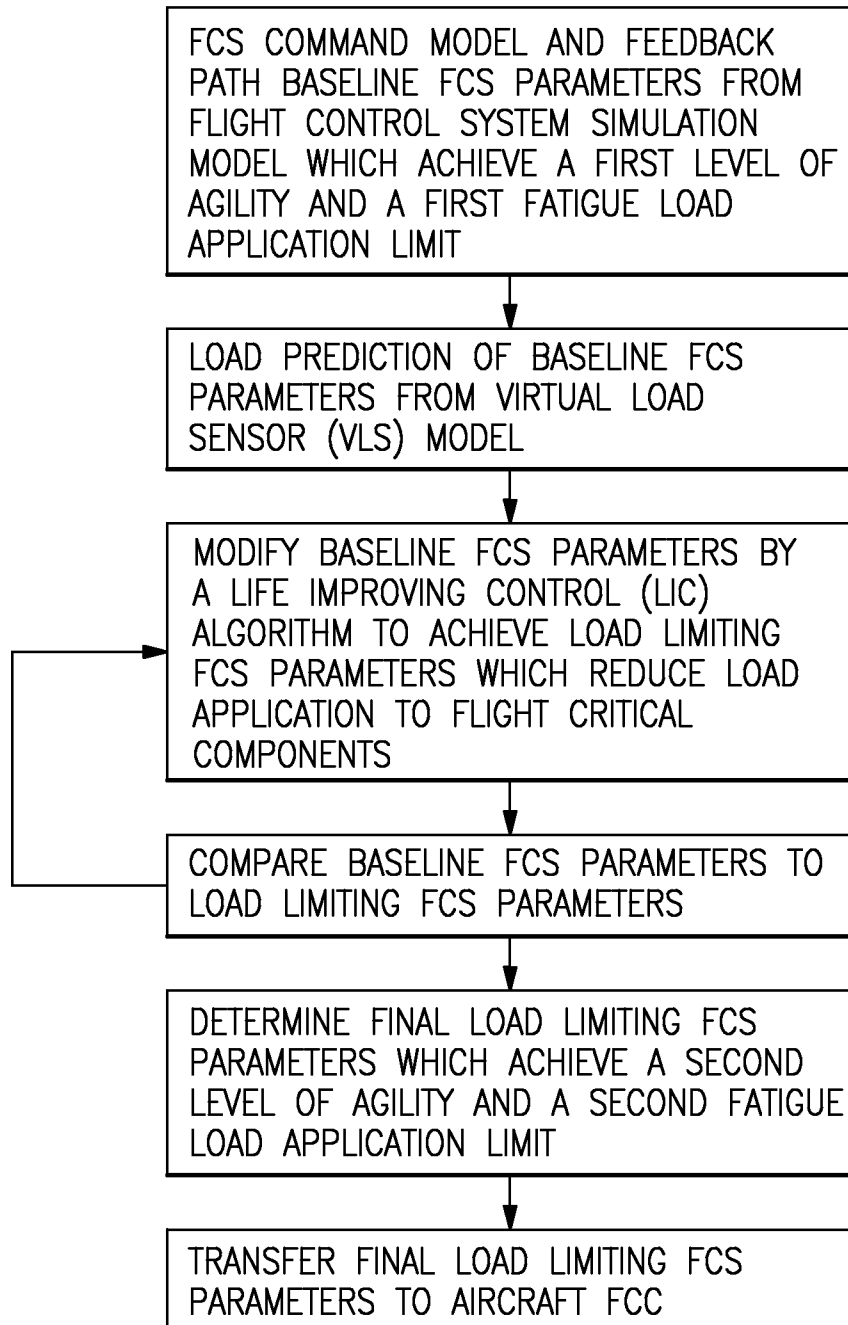 FCS COMMAND MODEL AND FEEDBACK
PATH BASELINE FCS PARAMETERS FROM
FLIGHT CONTROL SYSTEM SIMULATION
MODEL WHICH ACHIEVE A FIRST LEVEL OF
AGILITY AND A FIRST FATIGUE LOAD
APPLICATION LIMIT
LOAD PREDICTION OF BASELINE FCS
PARAMETERS FROM VIRTUAL LOAD
SENSOR (VLS) MODEL
MODIFY BASELINE FCS PARAMETERS BY
A LIFE IMPROVING CONTROL (LIC)
ALGORITHM TO ACHIEVE LOAD LIMITING
FCS PARAMETERS WHICH REDUCE LOAD
APPLICATION TO FLIGHT CRITICAL
COMPONENTS
COMPARE BASELINE FCS PARAMETERS TO
LOAD LIMITING FCS PARAMETERS
DETERMINE FINAL LOAD LIMITING FCS
PARAMETERS WHICH ACHIEVE A SECOND
LEVEL OF AGILITY AND A SECOND FATIGUE
LOAD APPLICATION LIMIT
TRANSFER FINAL LOAD LIMITING FCS
PARAMETERS TO AIRCRAFT FCC